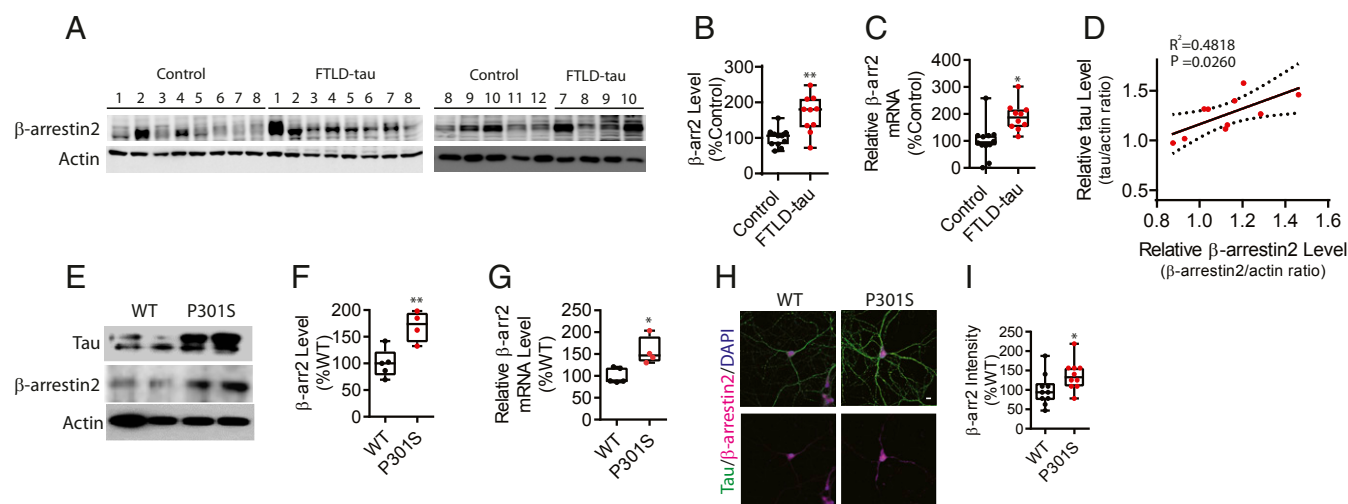 A
Control FTLD-tau Control FTLD-tau
1 2 3 4 5 6 7 8 1 2 3 4 5 6 7 8 8 9 10 11 12 7 8 9 10
β-arrestin2
Actin
B
β-arr2 Level
(%Control)
300
200
100
0
**
Control
FTLD-tau
C
Relative β-arr2
mRNA
(%Control)
400
300
200
100
0
*
Control
FTLD-tau
D
R²=0.4818
P =0.0260
Relative tau Level
(tau/actin ratio)
2.0
1.5
1.0
0.5
0.8 1.0 1.2 1.4 1.6
Relative β-arrestin2 Level
(β-arrestin2/actin ratio)
E
WT P301S
Tau
β-arrestin2
Actin
F
β-arr2 Level
(%WT)
200
150
100
50
0
**
WT
P301S
G
Relative β-arr2
mRNA Level
(%WT)
250
200
150
100
50
0
*
WT
P301S
H
WT P301S
Tau/β-arrestin2/DAPI
I
β-arr2 Intensity
(%WT)
250
200
150
100
50
0
*
WT
P301S